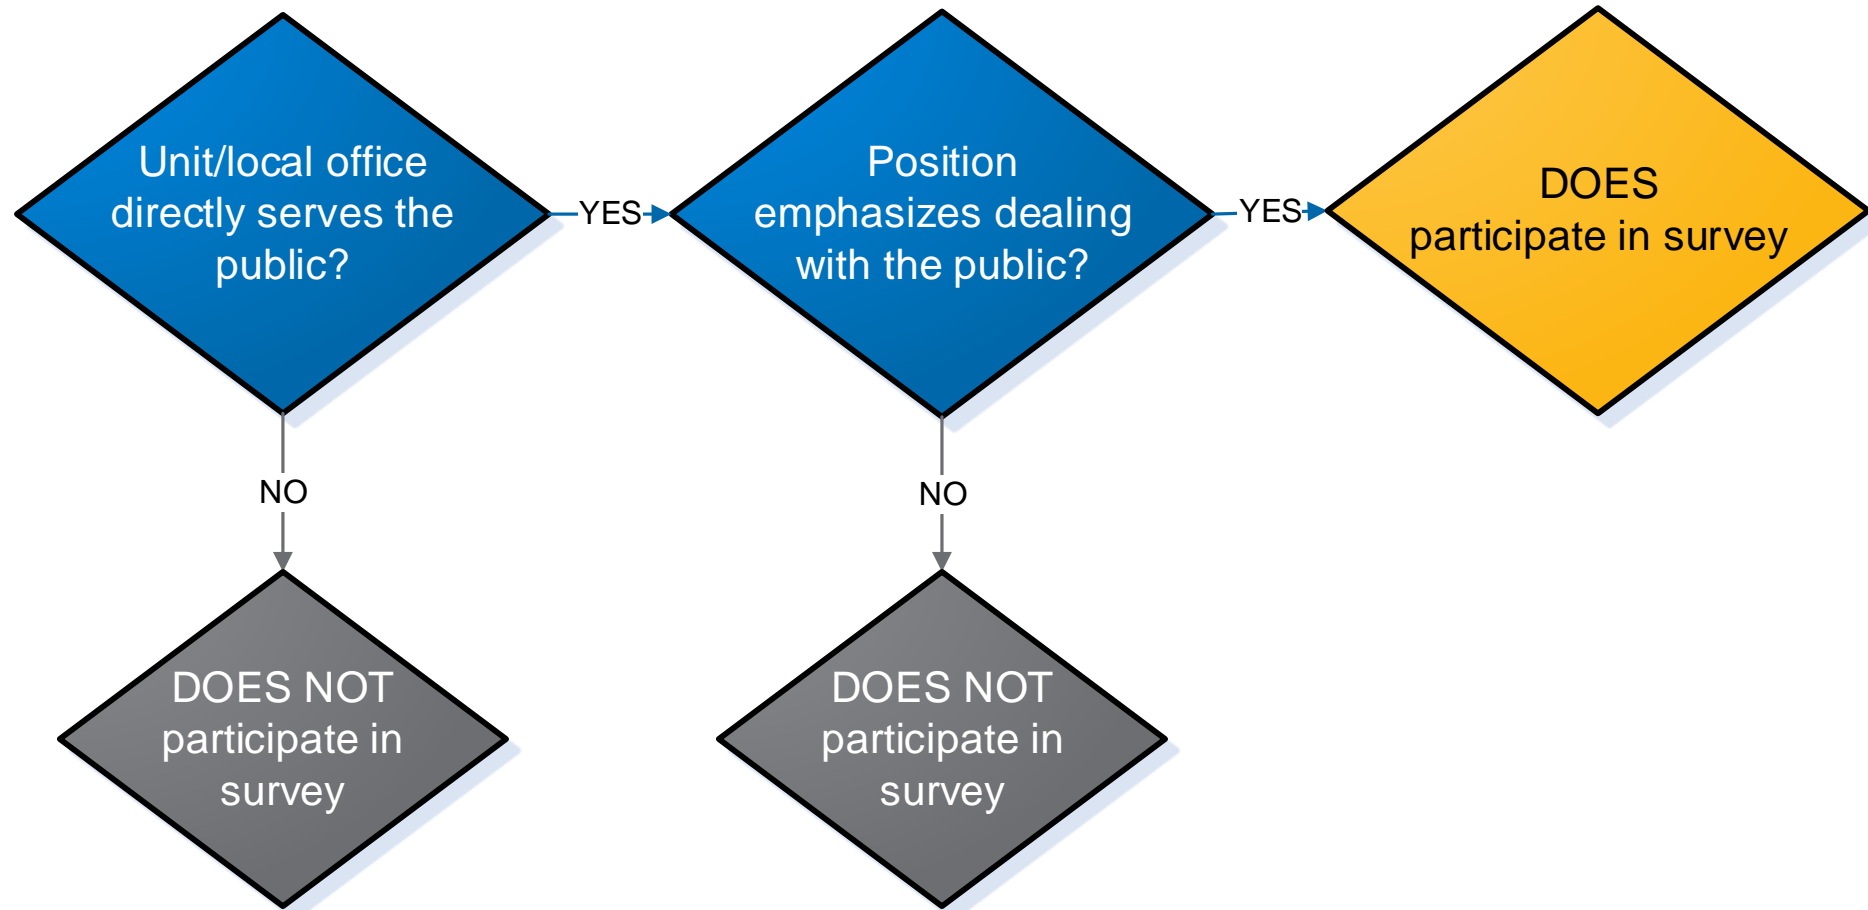 Unit/local office
directly serves the
public?
YES
Position
emphasizes dealing
with the public?
YES
DOES
participate in survey
NO
NO
DOES NOT
participate in
survey
DOES NOT
participate in
survey